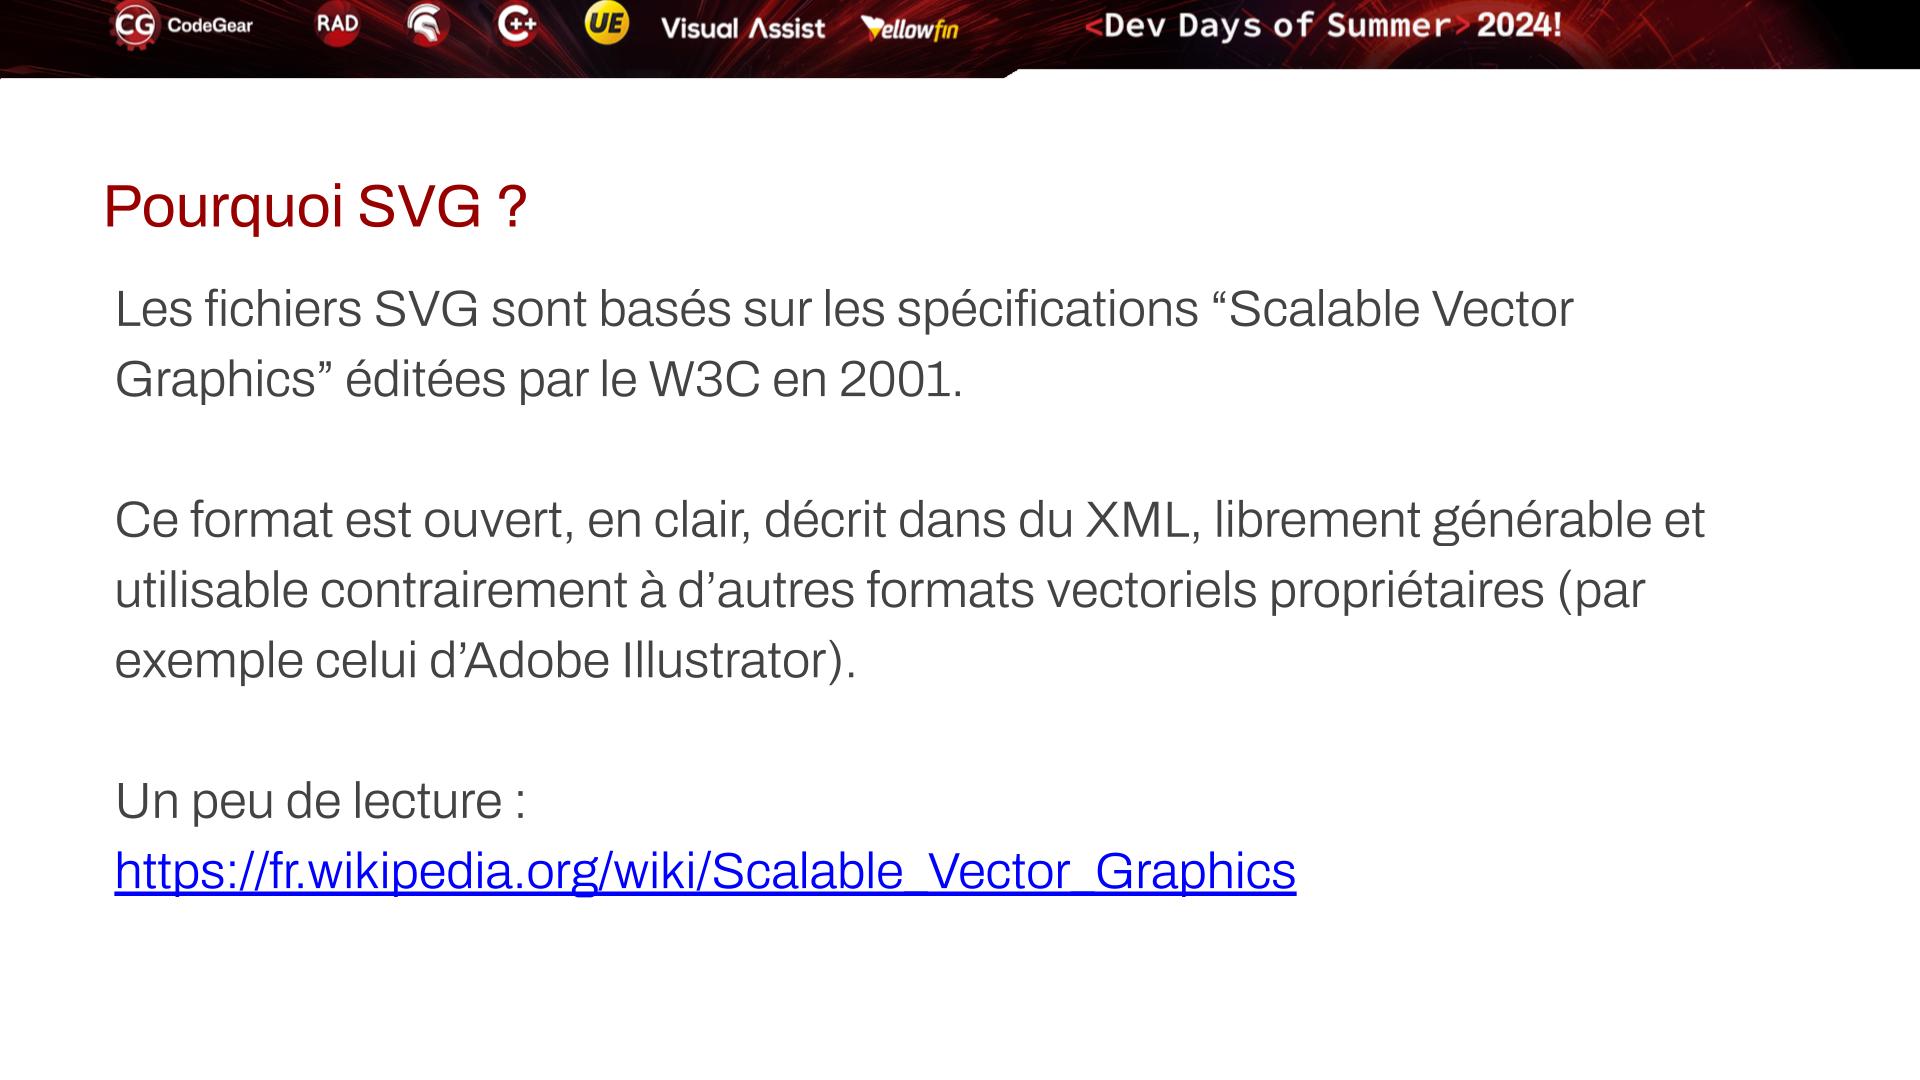 CG CodeGear RAD C++ UE Visual Assist Yellowfin <Dev Days of Summer> 2024!
Pourquoi SVG ?
Les fichiers SVG sont basés sur les spécifications “Scalable Vector
Graphics” éditées par le W3C en 2001.
Ce format est ouvert, en clair, décrit dans du XML, librement générable et
utilisable contrairement à d’autres formats vectoriels propriétaires (par
exemple celui d’Adobe Illustrator).
Un peu de lecture :
https://fr.wikipedia.org/wiki/Scalable_Vector_Graphics